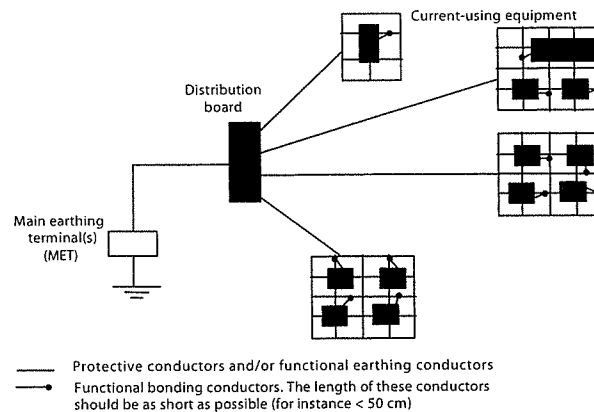 Current-using equipment
Distribution
board
Main earthing
terminal(s)
(MET)
Protective conductors and/or functional earthing conductors
Functional bonding conductors. The length of these conductors
should be as short as possible (for instance < 50 cm)